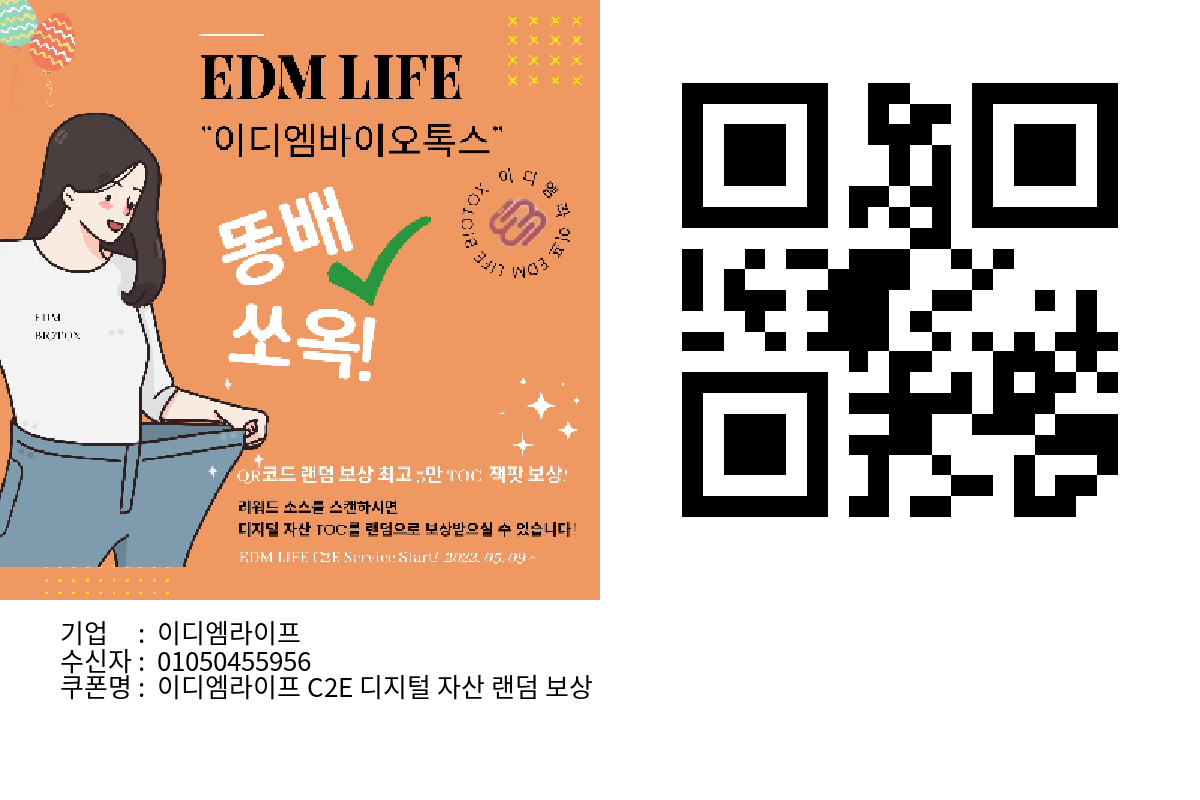 EDM LIFE
"이디엠바이오톡스"
이디엠라이프 EDM LIFE BIOTOX
똥배
쏘옥!
EDM
BIOTOX
QR코드 랜덤 보상 최고 5만 TOC 잭팟 보상!
리워드 소스를 스캔하시면
디지털 자산 TOC를 랜덤으로 보상받으실 수 있습니다!
EDM LIFE C2E Service Start! 2022. 05. 09 ~
기업 : 이디엠라이프
수신자 : 01050455956
쿠폰명 : 이디엠라이프 C2E 디지털 자산 랜덤 보상